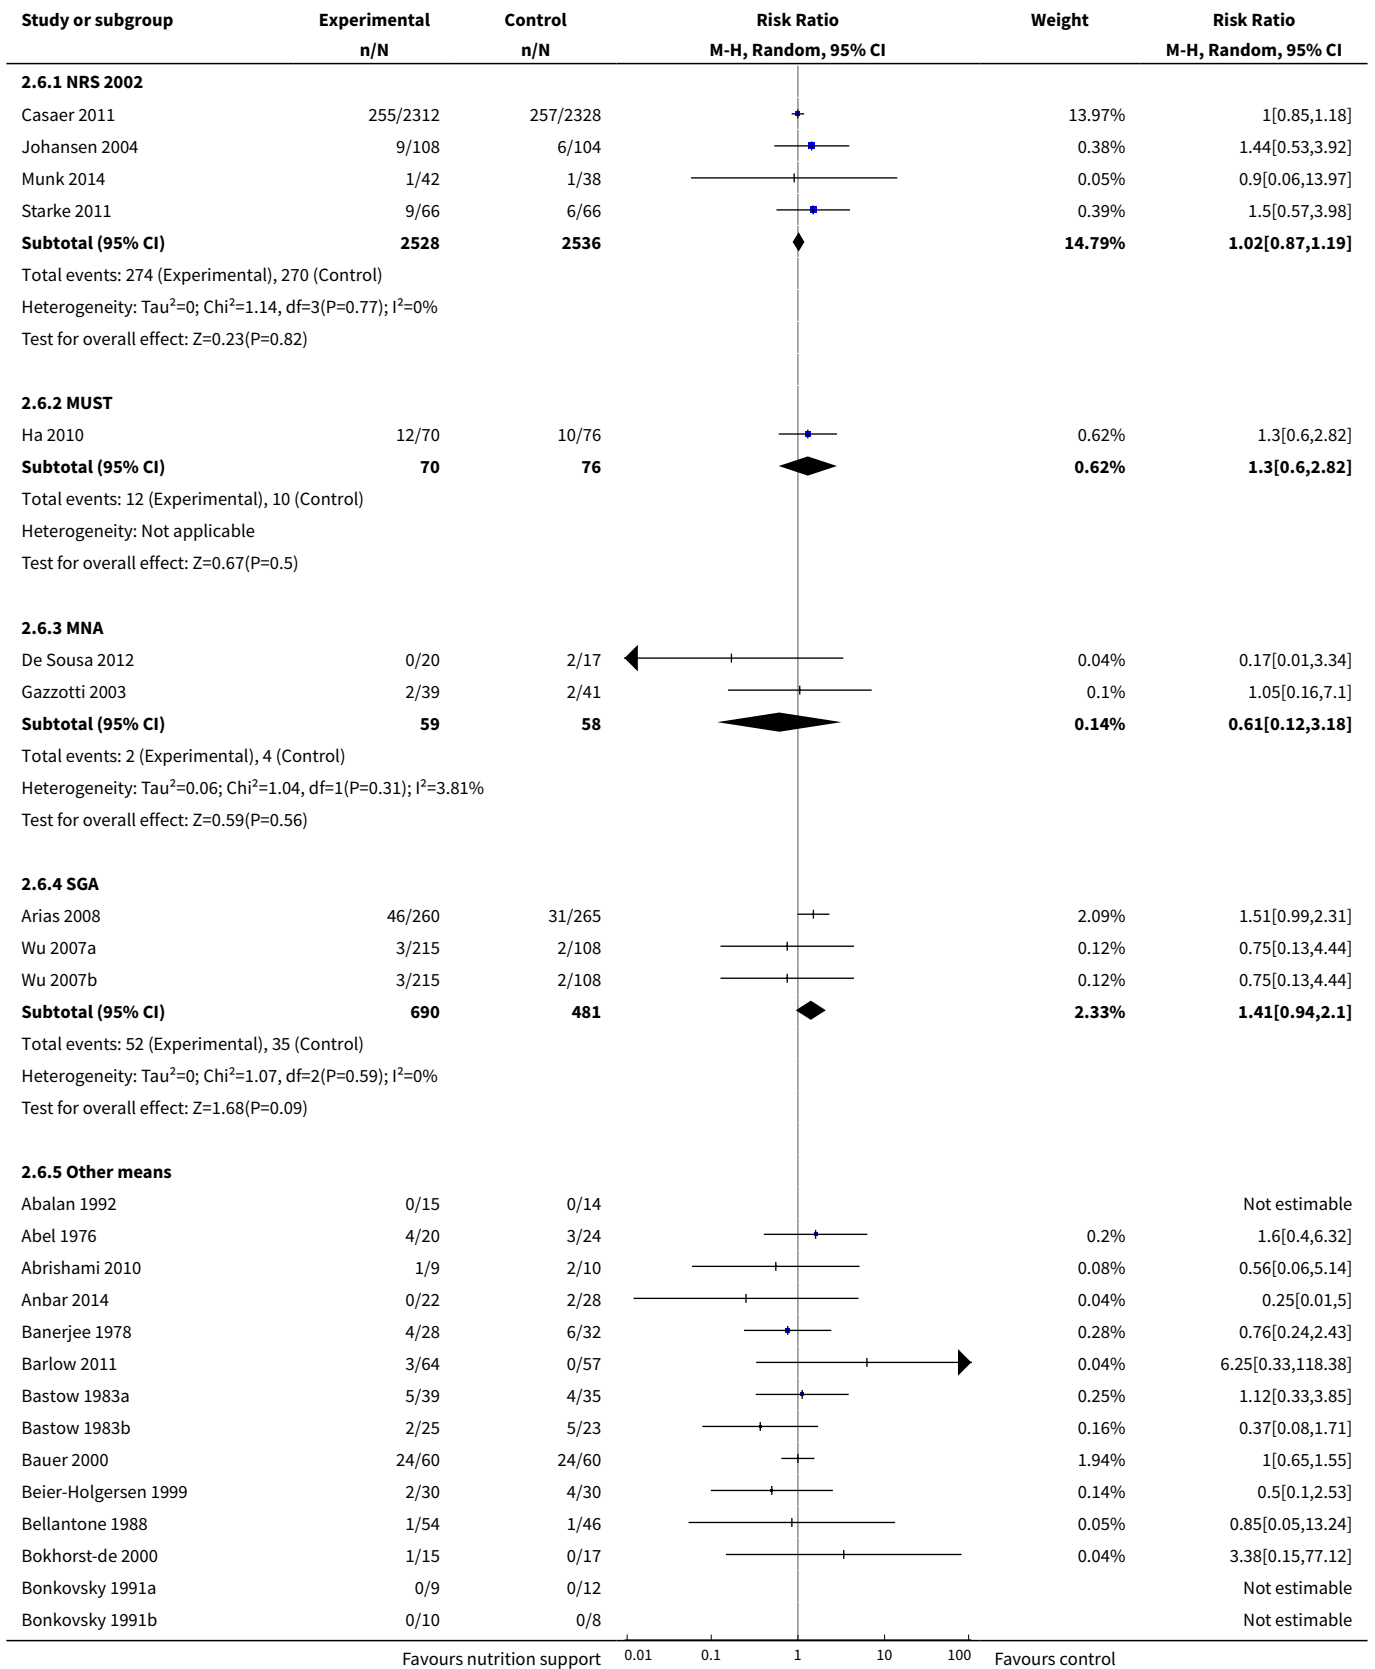 Study or subgroup Experimental Control Risk Ratio Weight Risk Ratio
n/N n/N M-H, Random, 95% CI M-H, Random, 95% CI
2.6.1 NRS 2002
Casaer 2011 255/2312 257/2328 13.97% 1[0.85,1.18]
Johansen 2004 9/108 6/104 0.38% 1.44[0.53,3.92]
Munk 2014 1/42 1/38 0.05% 0.9[0.06,13.97]
Starke 2011 9/66 6/66 0.39% 1.5[0.57,3.98]
Subtotal (95% CI) 2528 2536 14.79% 1.02[0.87,1.19]
Total events: 274 (Experimental), 270 (Control)
Heterogeneity: Tau²=0; Chi²=1.14, df=3(P=0.77); I²=0%
Test for overall effect: Z=0.23(P=0.82)
2.6.2 MUST
Ha 2010 12/70 10/76 0.62% 1.3[0.6,2.82]
Subtotal (95% CI) 70 76 0.62% 1.3[0.6,2.82]
Total events: 12 (Experimental), 10 (Control)
Heterogeneity: Not applicable
Test for overall effect: Z=0.67(P=0.5)
2.6.3 MNA
De Sousa 2012 0/20 2/17 0.04% 0.17[0.01,3.34]
Gazzotti 2003 2/39 2/41 0.1% 1.05[0.16,7.1]
Subtotal (95% CI) 59 58 0.14% 0.61[0.12,3.18]
Total events: 2 (Experimental), 4 (Control)
Heterogeneity: Tau²=0.06; Chi²=1.04, df=1(P=0.31); I²=3.81%
Test for overall effect: Z=0.59(P=0.56)
2.6.4 SGA
Arias 2008 46/260 31/265 2.09% 1.51[0.99,2.31]
Wu 2007a 3/215 2/108 0.12% 0.75[0.13,4.44]
Wu 2007b 3/215 2/108 0.12% 0.75[0.13,4.44]
Subtotal (95% CI) 690 481 2.33% 1.41[0.94,2.1]
Total events: 52 (Experimental), 35 (Control)
Heterogeneity: Tau²=0; Chi²=1.07, df=2(P=0.59); I²=0%
Test for overall effect: Z=1.68(P=0.09)
2.6.5 Other means
Abalan 1992 0/15 0/14 Not estimable
Abel 1976 4/20 3/24 0.2% 1.6[0.4,6.32]
Abrishami 2010 1/9 2/10 0.08% 0.56[0.06,5.14]
Anbar 2014 0/22 2/28 0.04% 0.25[0.01,5]
Banerjee 1978 4/28 6/32 0.28% 0.76[0.24,2.43]
Barlow 2011 3/64 0/57 0.04% 6.25[0.33,118.38]
Bastow 1983a 5/39 4/35 0.25% 1.12[0.33,3.85]
Bastow 1983b 2/25 5/23 0.16% 0.37[0.08,1.71]
Bauer 2000 24/60 24/60 1.94% 1[0.65,1.55]
Beier-Holgersen 1999 2/30 4/30 0.14% 0.5[0.1,2.53]
Bellantone 1988 1/54 1/46 0.05% 0.85[0.05,13.24]
Bokhorst-de 2000 1/15 0/17 0.04% 3.38[0.15,77.12]
Bonkovsky 1991a 0/9 0/12 Not estimable
Bonkovsky 1991b 0/10 0/8 Not estimable
Favours nutrition support 0.01 0.1 1 10 100 Favours control